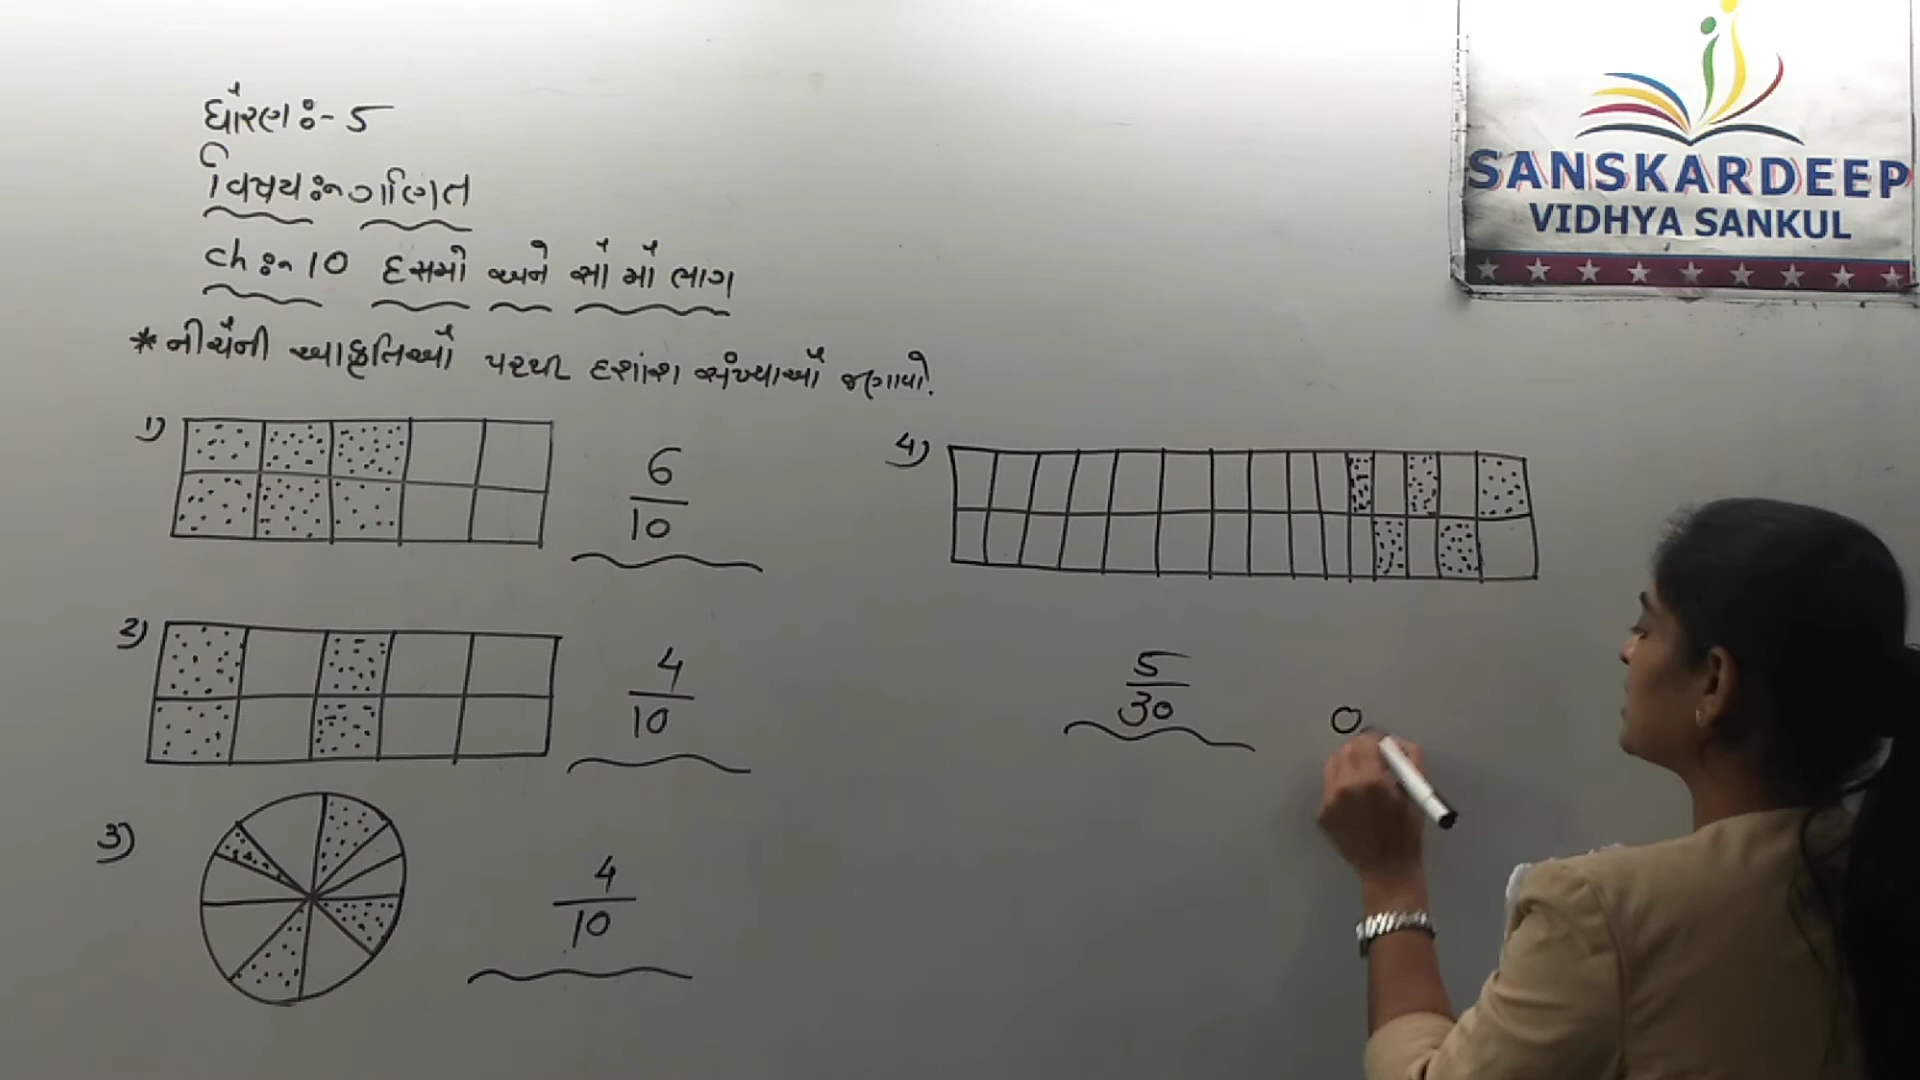 ધોરણ :- 5
વિષય :- ગણિત
ch :- 10 દસમો અને સો મો ભાગ
* નીચેની આકૃતિઓ પરથી દશાંશ સંખ્યાઓ જણાવો.
1)
6
10
2)
4
10
3)
4
10
4)
5
30
0
SANSKARDEEP
VIDHYA SANKUL